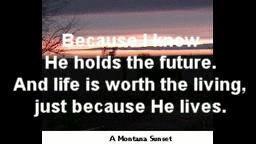 Because I know
He holds the future.
And life is worth the living,
just because He lives.
A Montana Sunset